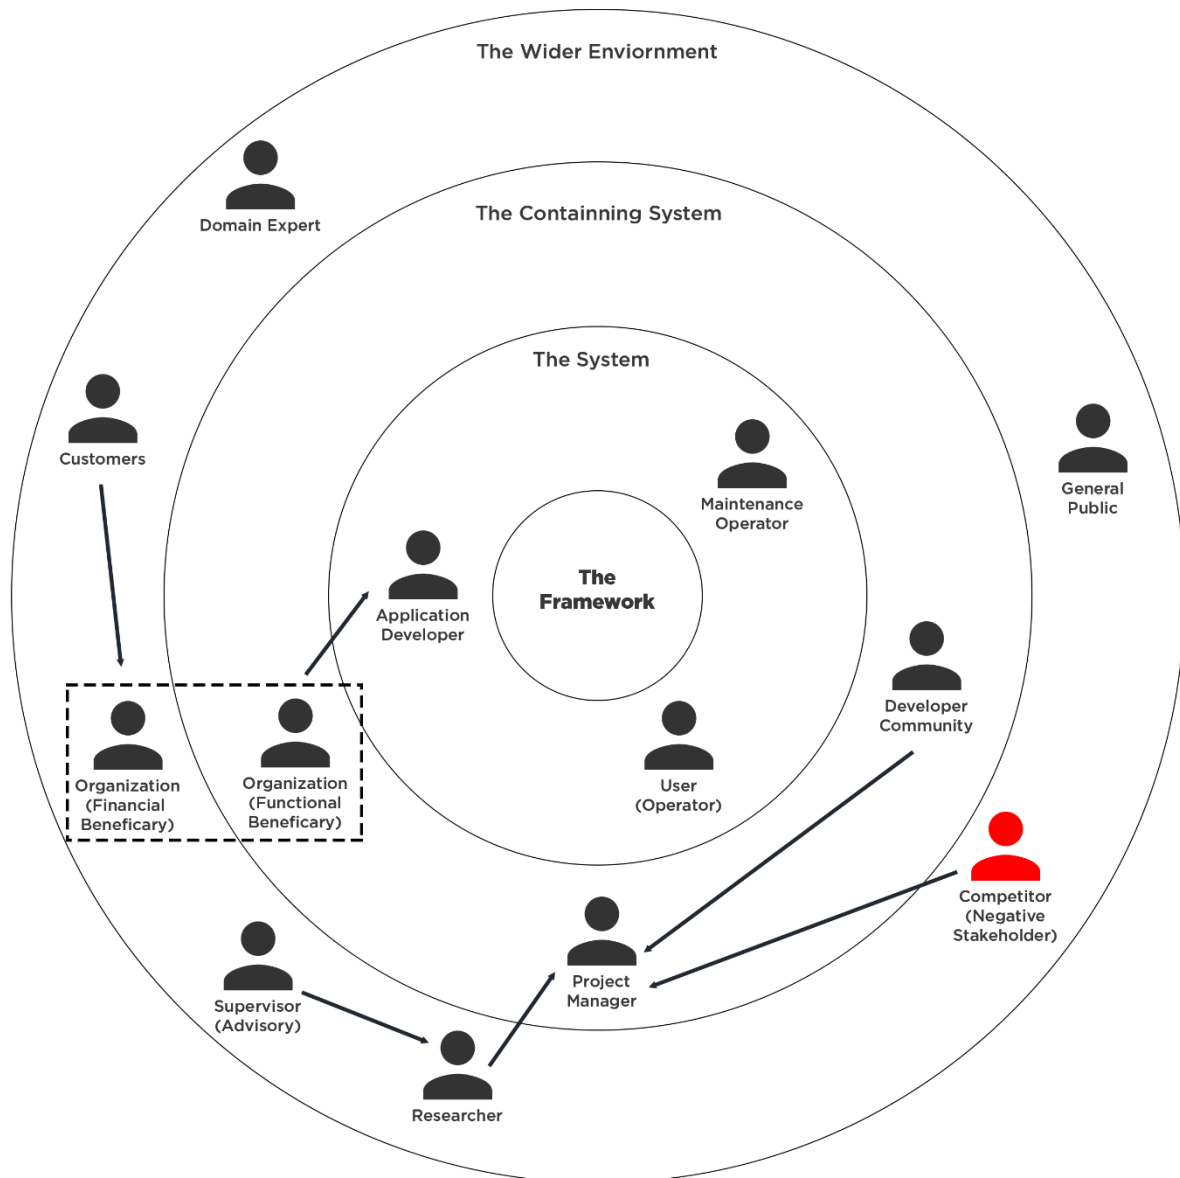 The Wider Enviornment
Domain Expert
The Containning System
The System
Customers
General
Public
Maintenance
Operator
The
Framework
Application
Developer
Developer
Community
Organization
(Financial
Beneficary)
Organization
(Functional
Beneficary)
User
(Operator)
Competitor
(Negative
Stakeholder)
Project
Manager
Supervisor
(Advisory)
Researcher